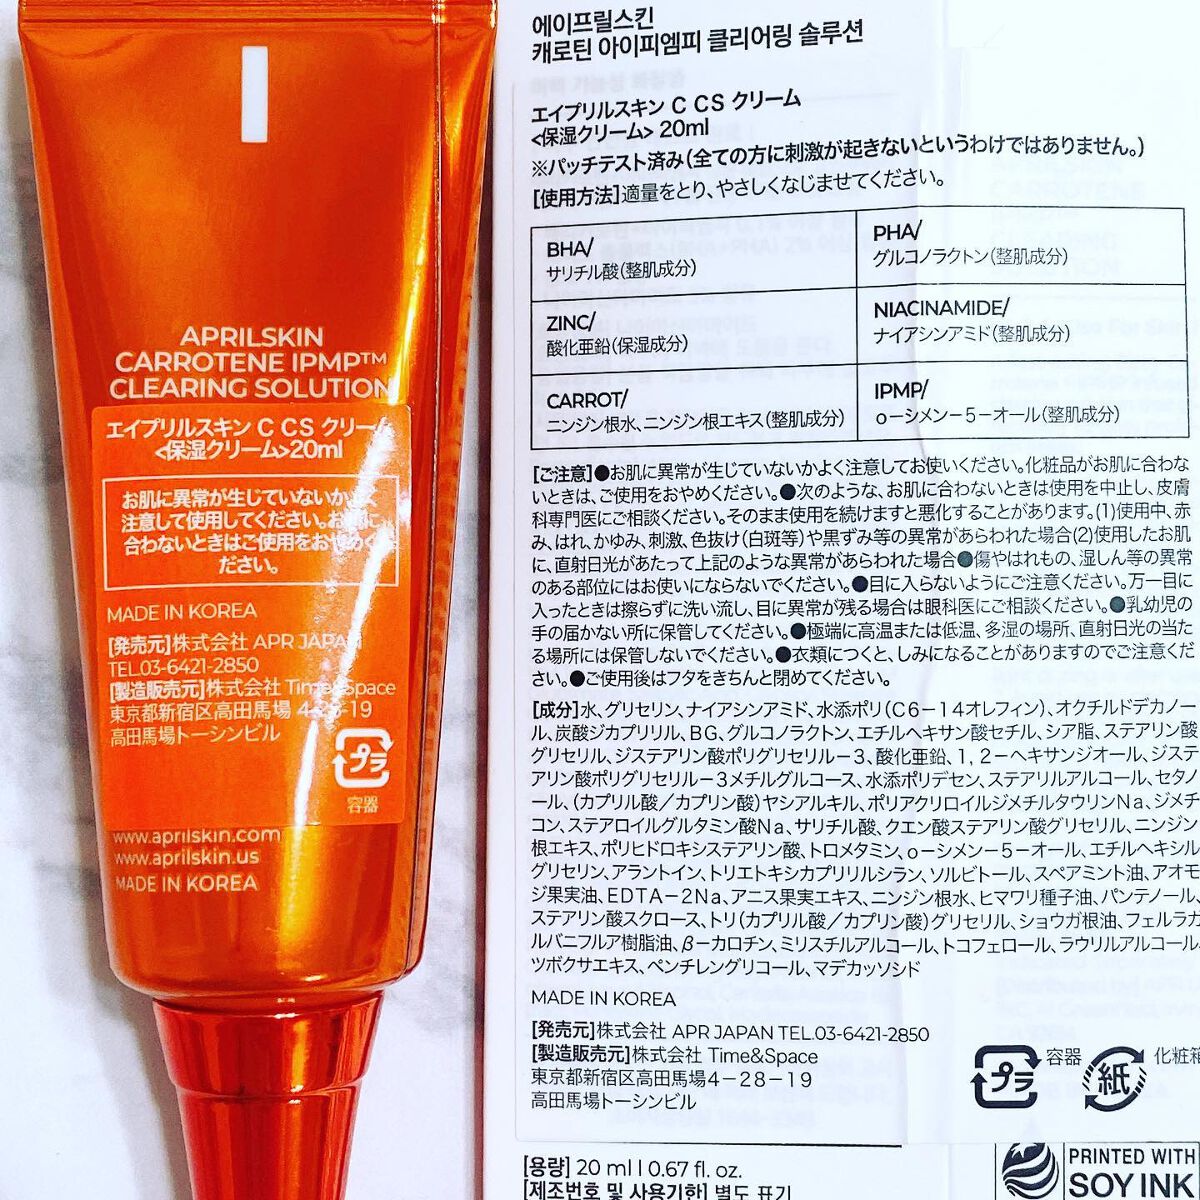 APRILSKIN
CARROTENE IPMP™
CLEARING SOLUTION
エイプリルスキン C CS クリーム
<保湿クリーム>20ml
お肌に異常が生じていないかよく
注意して使用してください。お肌に
合わないときはご使用をおやめく
ださい。
MADE IN KOREA
[発売元]株式会社 APR JAPAN
TEL.03-6421-2850
[製造販売元]株式会社 Time&Space
東京都新宿区高田馬場 4-28-19
高田馬場トーシンビル
プラ
容器
www.aprilskin.com
www.aprilskin.us
MADE IN KOREA
에이프릴스킨
캐로틴 아이피엠피 클리어링 솔루션
エイプリルスキン C CS クリーム
<保湿クリーム> 20ml
※パッチテスト済み(全ての方に刺激が起きないというわけではありません。)
[使用方法]適量をとり、やさしくなじませてください。
BHA/
サリチル酸(整肌成分)
PHA/
グルコノラクトン(整肌成分)
ZINC/
酸化亜鉛(保湿成分)
NIACINAMIDE/
ナイアシンアミド(整肌成分)
CARROT/
ニンジン根水、ニンジン根エキス(整肌成分)
IPMP/
o-シメン-5-オール(整肌成分)
[ご注意]●お肌に異常が生じていないかよく注意してお使いください。化粧品がお肌に合わな
いときは、ご使用をおやめください。●次のような、お肌に合わないときは使用を中止し、皮膚
科専門医にご相談ください。そのまま使用を続けますと悪化することがあります。(1)使用中、赤
み、はれ、かゆみ、刺激、色抜け(白斑等)や黒ずみ等の異常があらわれた場合(2)使用したお肌
に、直射日光があたって上記のような異常があらわれた場合●傷やはれもの、湿しん等の異常
のある部位にはお使いにならないでください。●目に入らないようにご注意ください。万一目に
入ったときは擦らずに洗い流し、目に異常が残る場合は眼科医にご相談ください。●乳幼児の
手の届かない所に保管してください。●極端に高温または低温、多湿の場所、直射日光の当た
る場所には保管しないでください。●衣類につくと、しみになることがありますのでご注意くだ
さい。●ご使用後はフタをきちんと閉めてください。
[成分]水、グリセリン、ナイアシンアミド、水添ポリ(C6-14オレフィン)、オクチルドデカノー
ル、炭酸ジカプリリル、BG、グルコノラクトン、エチルヘキサン酸セチル、シア脂、ステアリン酸
グリセリル、ジステアリン酸ポリグリセリル-3、酸化亜鉛、1,2-ヘキサンジオール、ジステ
アリン酸ポリグリセリル-3メチルグルコース、水添ポリデセン、ステアリルアルコール、セタノ
ール、(カプリル酸/カプリン酸)ヤシアルキル、ポリアクリロイルジメチルタウリンNa、ジメチ
コン、ステアロイルグルタミン酸Na、サリチル酸、クエン酸ステアリン酸グリセリル、ニンジン
根エキス、ポリヒドロキシステアリン酸、トロメタミン、o-シメン-5-オール、エチルヘキシル
グリセリン、アラントイン、トリエトキシカプリリルシラン、ソルビトール、スペアミント油、アオモ
ジ果実油、EDTA-2Na、アニス果実エキス、ニンジン根水、ヒマワリ種子油、パンテノール、
ステアリン酸スクロース、トリ(カプリル酸/カプリン酸)グリセリル、ショウガ根油、フェルラガ
ルバニフルア樹脂油、β-カロチン、ミリスチルアルコール、トコフェロール、ラウリルアルコール
ツボクサエキス、ペンチレングリコール、マデカッソシド
MADE IN KOREA
[発売元]株式会社 APR JAPAN TEL.03-6421-2850
[製造販売元]株式会社 Time&Space
東京都新宿区高田馬場4-28-19
高田馬場トーシンビル
プラ
容器
紙
化粧箱
[용량] 20 ml l 0.67 fl. oz.
[제조번호 및 사용기한] 별도 표기
PRINTED WITH
SOY INK